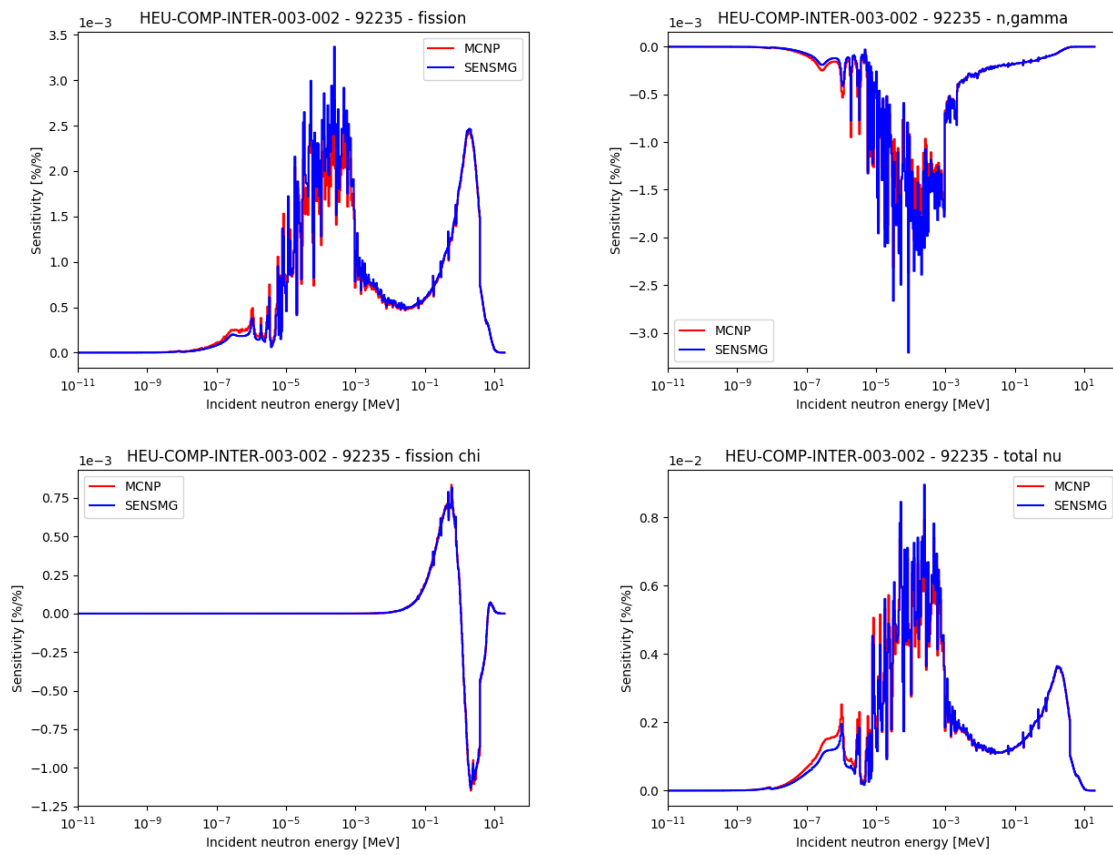 HEU-COMP-INTER-003-002 - 92235 - fission
1e−3
3.5
3.0
2.5
2.0
1.5
1.0
0.5
0.0
Sensitivity [%/%]
MCNP
SENSMG
10^−11 10^−9 10^−7 10^−5 10^−3 10^−1 10^1
Incident neutron energy [MeV]
HEU-COMP-INTER-003-002 - 92235 - n,gamma
1e−3
0.0
−0.5
−1.0
−1.5
−2.0
−2.5
−3.0
Sensitivity [%/%]
MCNP
SENSMG
10^−11 10^−9 10^−7 10^−5 10^−3 10^−1 10^1
Incident neutron energy [MeV]
HEU-COMP-INTER-003-002 - 92235 - fission chi
1e−3
0.75
0.50
0.25
0.00
−0.25
−0.50
−0.75
−1.00
−1.25
Sensitivity [%/%]
MCNP
SENSMG
10^−11 10^−9 10^−7 10^−5 10^−3 10^−1 10^1
Incident neutron energy [MeV]
HEU-COMP-INTER-003-002 - 92235 - total nu
1e−2
0.8
0.6
0.4
0.2
0.0
Sensitivity [%/%]
MCNP
SENSMG
10^−11 10^−9 10^−7 10^−5 10^−3 10^−1 10^1
Incident neutron energy [MeV]